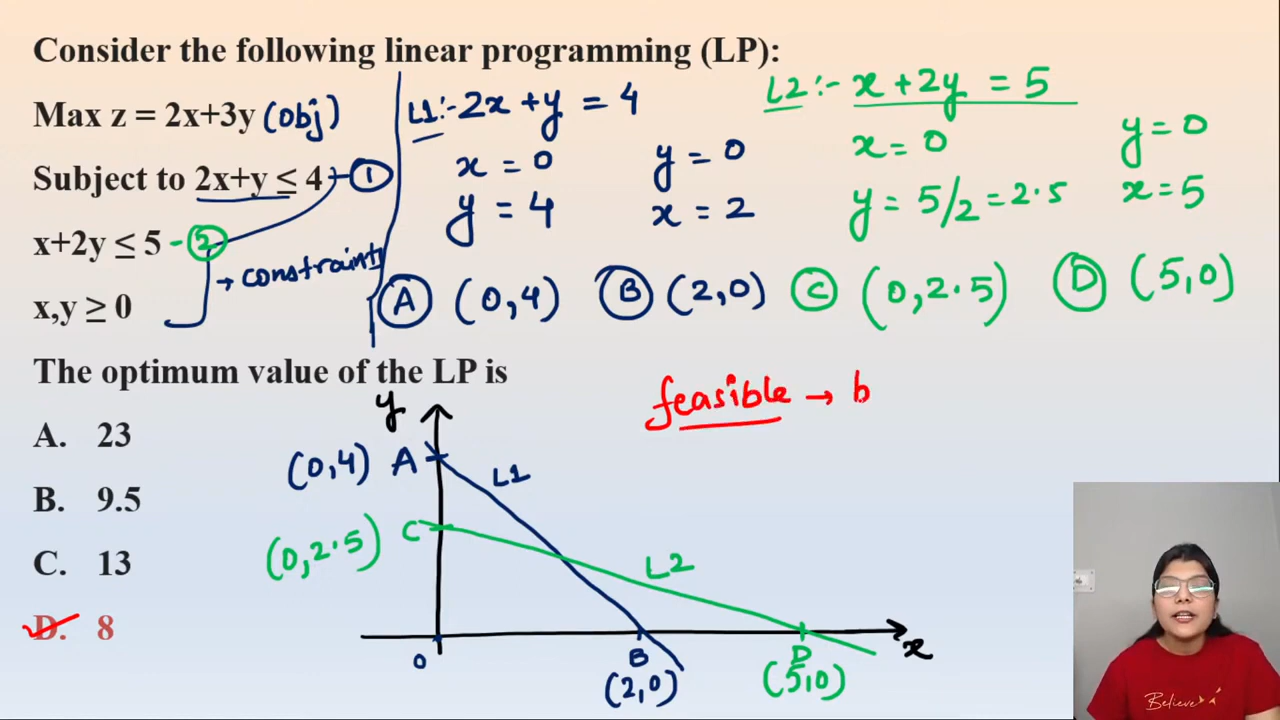 Consider the following linear programming (LP):
Max z = 2x+3y (obj)
Subject to 2x+y ≤ 4 - ①
x+2y ≤ 5 - ②
→ constraints
x,y ≥ 0
L1:- 2x + y = 4
x = 0 y = 0
y = 4 x = 2
Ⓐ (0,4) Ⓑ (2,0)
L2:- x + 2y = 5
x = 0 y = 0
y = 5/2 = 2.5 x = 5
Ⓒ (0,2.5) Ⓓ (5,0)
The optimum value of the LP is
A. 23
B. 9.5
C. 13
D. 8
feasible → b
y
(0,4) A L1
(0,2.5) C L2
0 B D x
(2,0) (5,0)
Believe